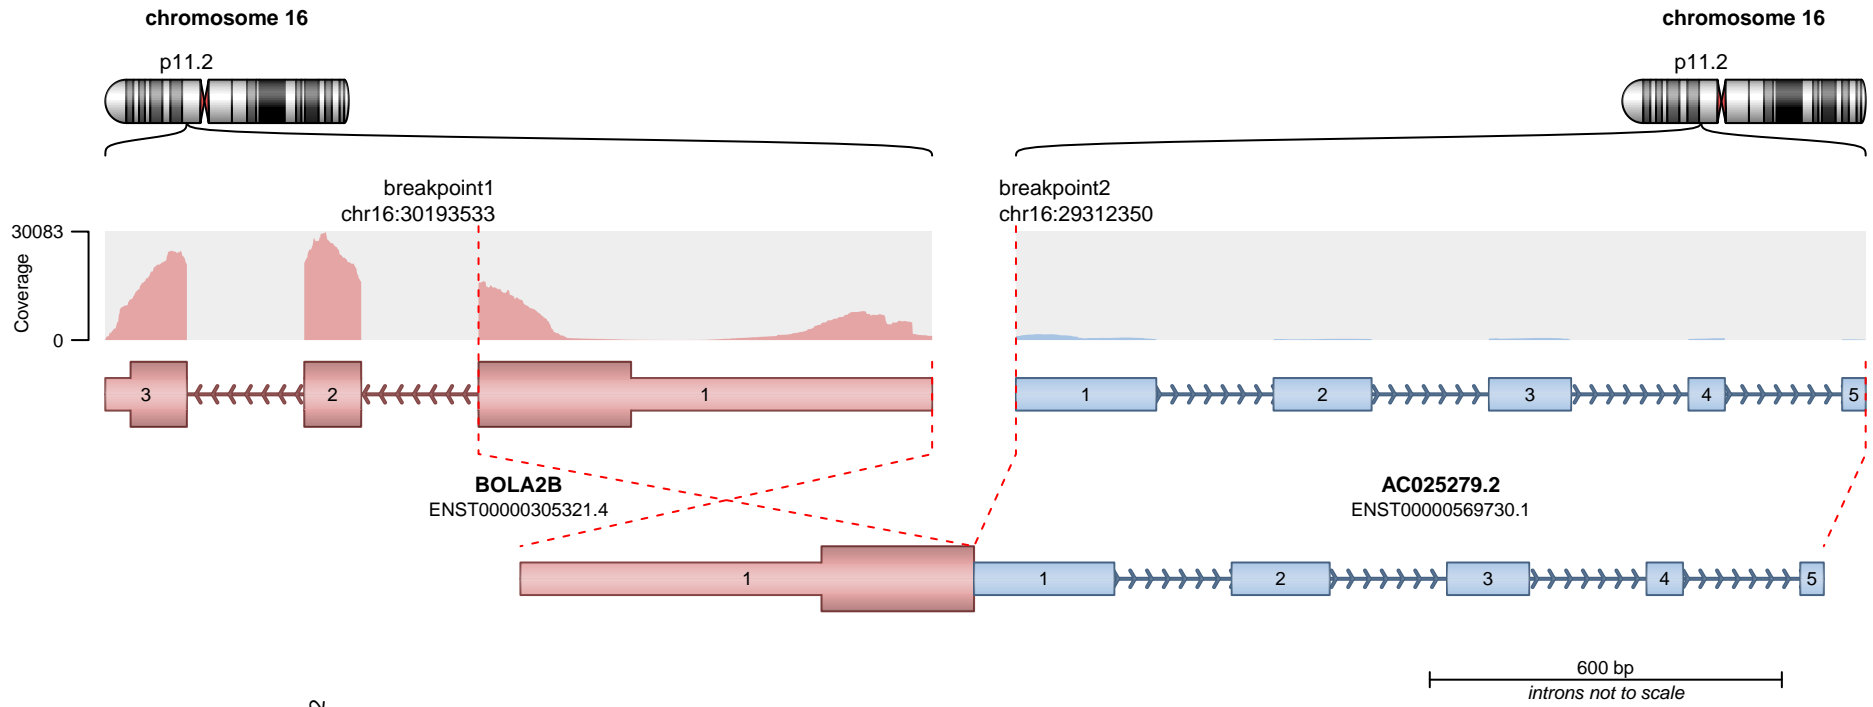 chromosome 16
chromosome 16
p11.2
p11.2
breakpoint1
chr16:30193533
breakpoint2
chr16:29312350
30083
Coverage
0
3
2
1
1
2
3
4
5
BOLA2B
ENST00000305321.4
AC025279.2
ENST00000569730.1
1
1
2
3
4
5
600 bp
introns not to scale